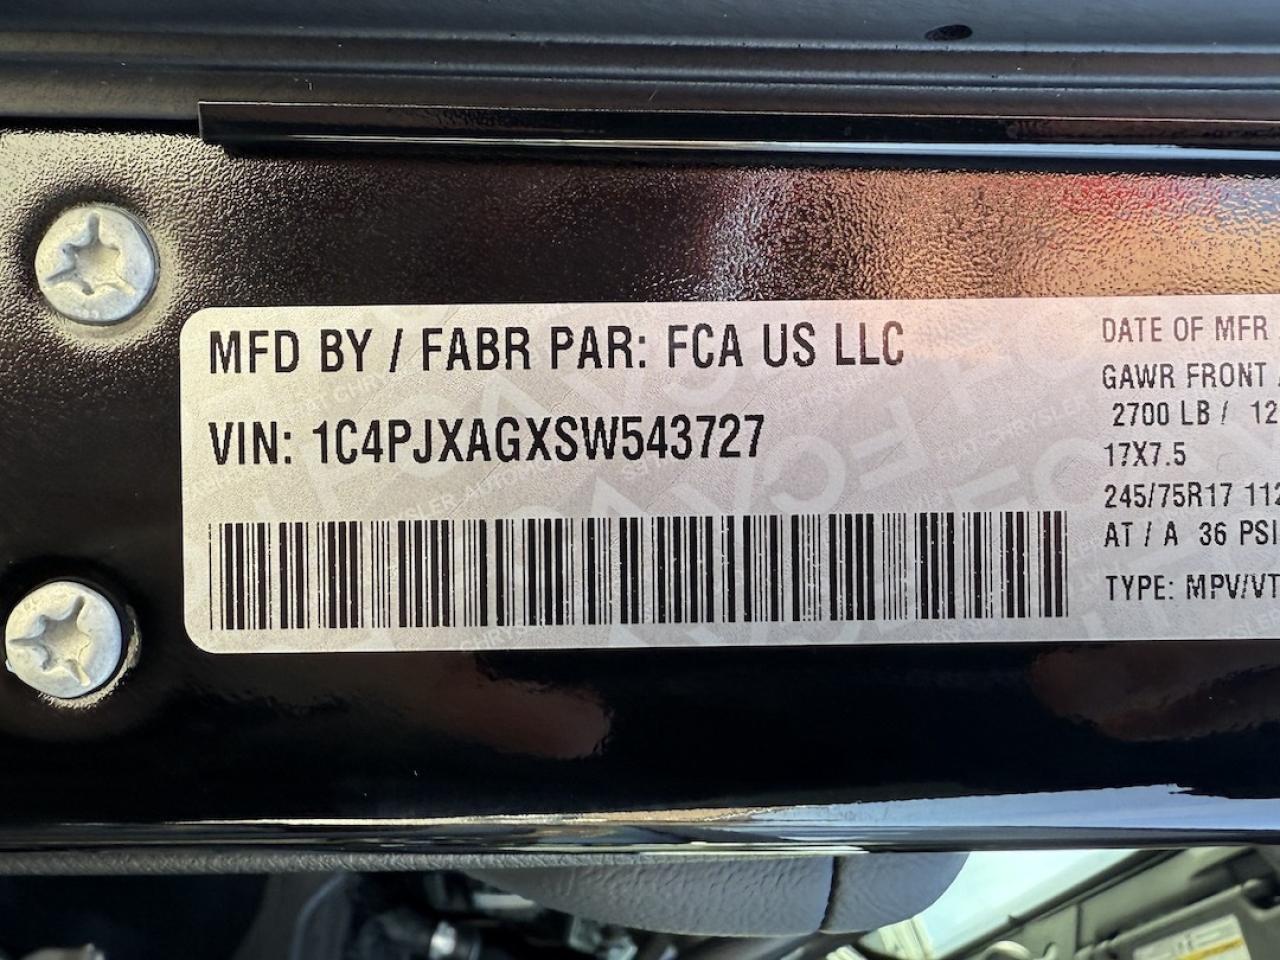 MFD BY / FABR PAR: FCA US LLC
VIN: 1C4PJXAGXSW543727
DATE OF MFR
GAWR FRONT
2700 LB / 12
17X7.5
245/75R17 112
AT / A 36 PSI
TYPE: MPV/VT